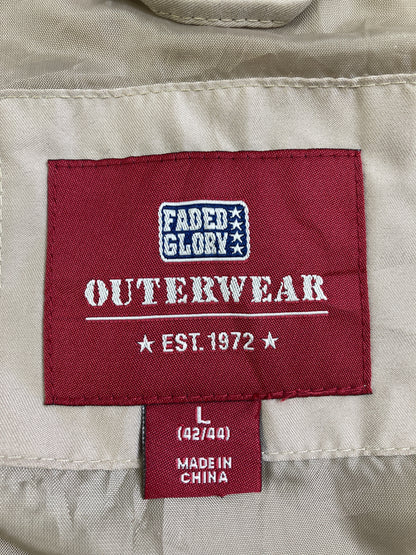 FADED
GLORY
OUTERWEAR
★ EST. 1972 ★
L
(42/44)
MADE IN
CHINA